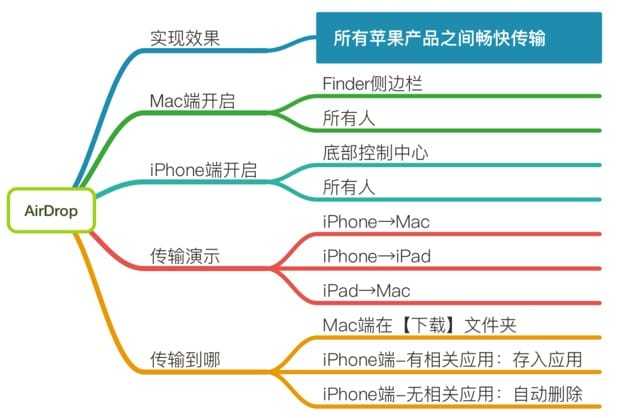 AirDrop
实现效果
所有苹果产品之间畅快传输
Mac端开启
Finder侧边栏
所有人
iPhone端开启
底部控制中心
所有人
传输演示
iPhone→Mac
iPhone→iPad
iPad→Mac
传输到哪
Mac端在【下载】文件夹
iPhone端-有相关应用：存入应用
iPhone端-无相关应用：自动删除